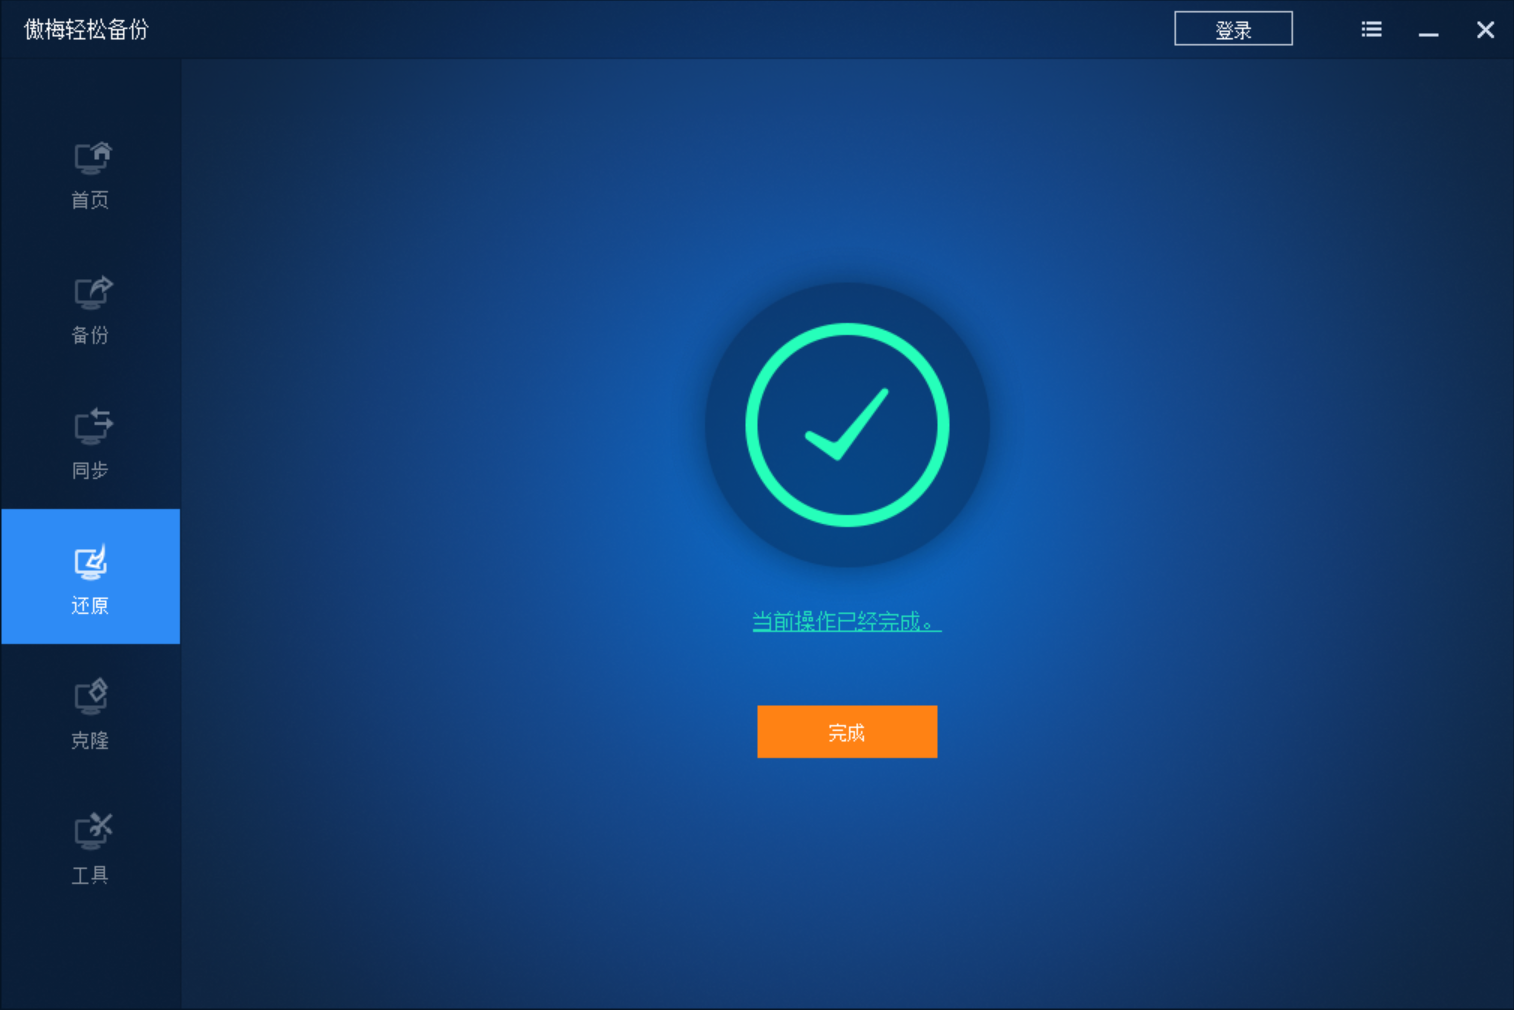 傲梅轻松备份
登录
首页
备份
同步
还原
克隆
工具
当前操作已经完成。
完成